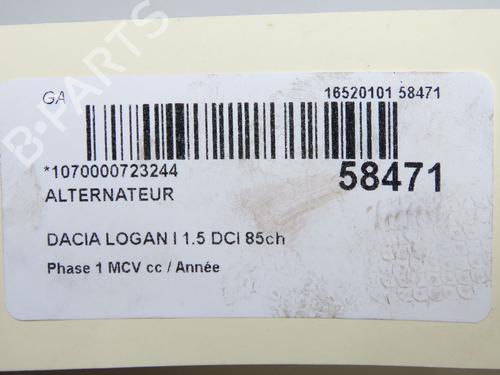 B-PARTS
GA
16520101 58471
*1070000723244
58471
ALTERNATEUR
DACIA LOGAN I 1.5 DCI 85ch
Phase 1 MCV cc / Année